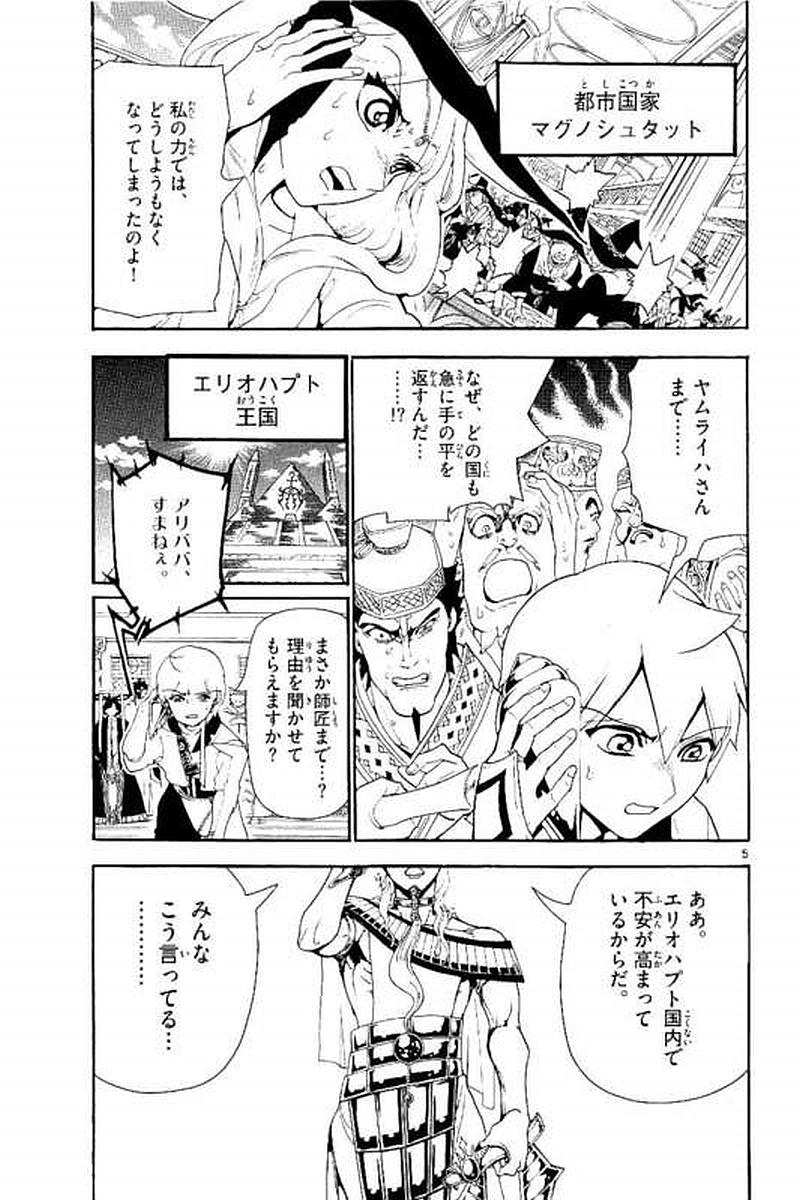 都市国家
マグノシュタット
私の力では、
どうしようもなく
なってしまったのよ！
ヤムライハさん
まで……
なぜ、どの国も
急に手の平を
返すんだ…
……!?
エリオハプト
王国
アリババ、
すまねぇ。
まさか師匠まで…？
理由を聞かせて
もらえますか？
5
ああ。
エリオハプト国内で
不安が高まって
いるからだ。
みんな
こう言ってる…
…………